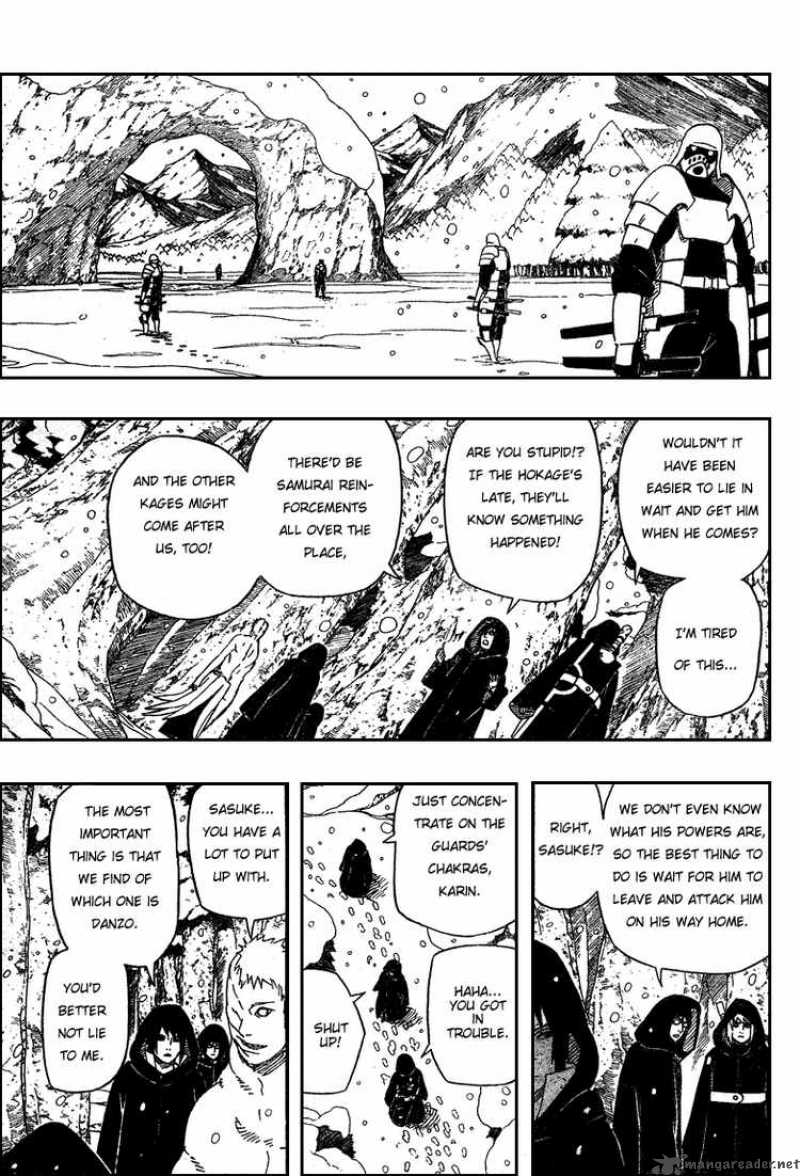 WOULDN'T IT
HAVE BEEN
EASIER TO LIE IN
WAIT AND GET HIM
WHEN HE COMES?
I'M TIRED
OF THIS...
ARE YOU STUPID!?
IF THE HOKAGE'S
LATE, THEY'LL
KNOW SOMETHING
HAPPENED!
THERE'D BE
SAMURAI REIN-
FORCEMENTS
ALL OVER THE
PLACE,
AND THE OTHER
KAGES MIGHT
COME AFTER
US, TOO!
WE DON'T EVEN KNOW
WHAT HIS POWERS ARE,
SO THE BEST THING TO
DO IS WAIT FOR HIM TO
LEAVE AND ATTACK HIM
ON HIS WAY HOME.
RIGHT,
SASUKE!?
JUST CONCEN-
TRATE ON THE
GUARDS'
CHAKRAS,
KARIN.
HAHA...
YOU GOT
IN
TROUBLE.
SHUT
UP!
SASUKE...
YOU HAVE A
LOT TO PUT
UP WITH.
THE MOST
IMPORTANT
THING IS THAT
WE FIND OF
WHICH ONE IS
DANZO.
YOU'D
BETTER
NOT LIE
TO ME.
mangareader.net